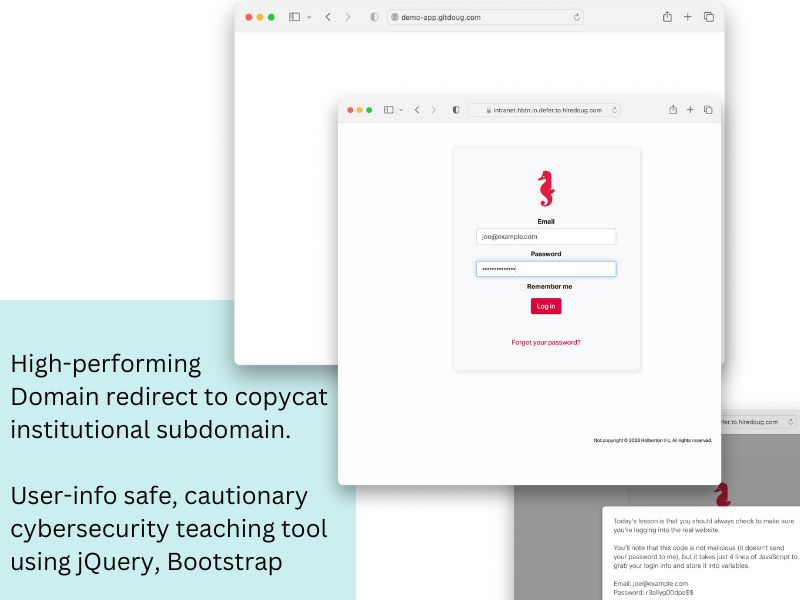 demo-app.gitdoug.com
intranet.hbtn.io.defer.to.hiredoug.com
Email
joe@example.com
Password
•••••••••••••
Remember me
Log in
Forgot your password?
Not copyright © 2023 Holberton Inc, All rights reserved.
High-performing
Domain redirect to copycat
institutional subdomain.
User-info safe, cautionary
cybersecurity teaching tool
using jQuery, Bootstrap
fer.to.hiredoug.com
Today's lesson is that you should always check to make sure
you're logging into the real website.
You'll note that this code is not malicious (it doesn't send
your password to me), but it takes just 4 lines of JavaScript to
grab your login info and store it into variables.
Email: joe@example.com
Password: r3allyg00dpa$$